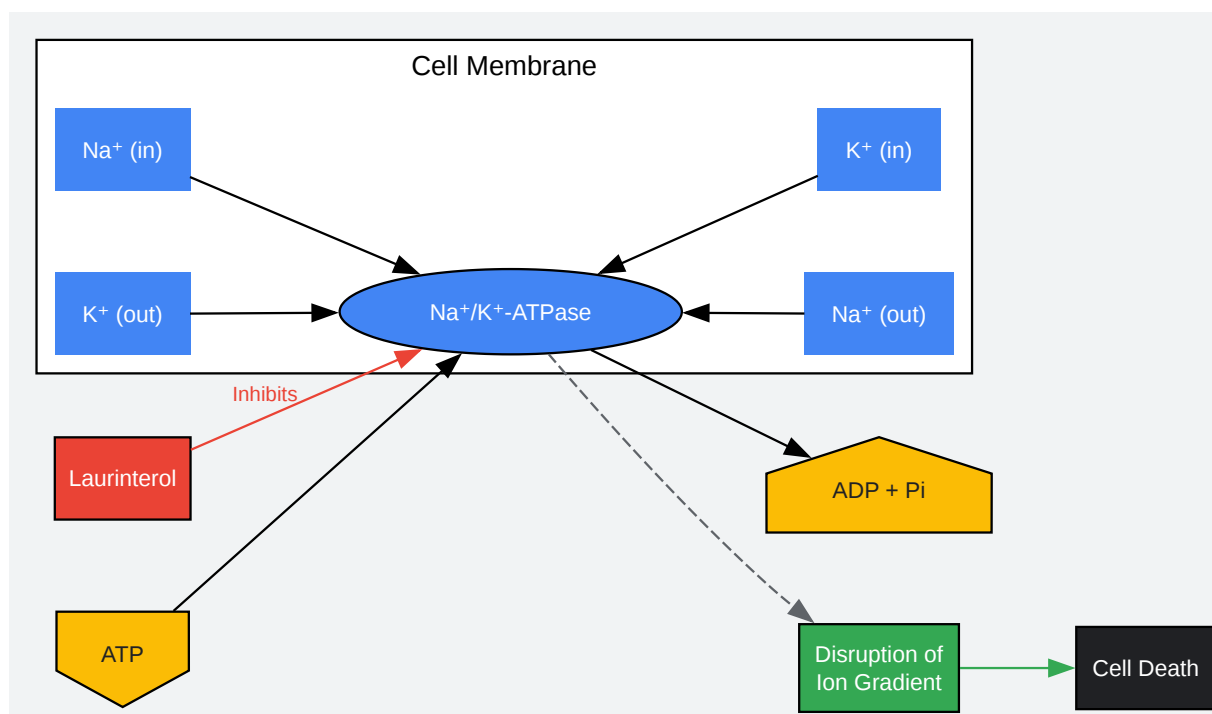 Cell Membrane
Na⁺ (in)
K⁺ (in)
K⁺ (out)
Na⁺/K⁺-ATPase
Na⁺ (out)
Inhibits
Laurinterol
ADP + Pi
ATP
Disruption of
Ion Gradient
Cell Death